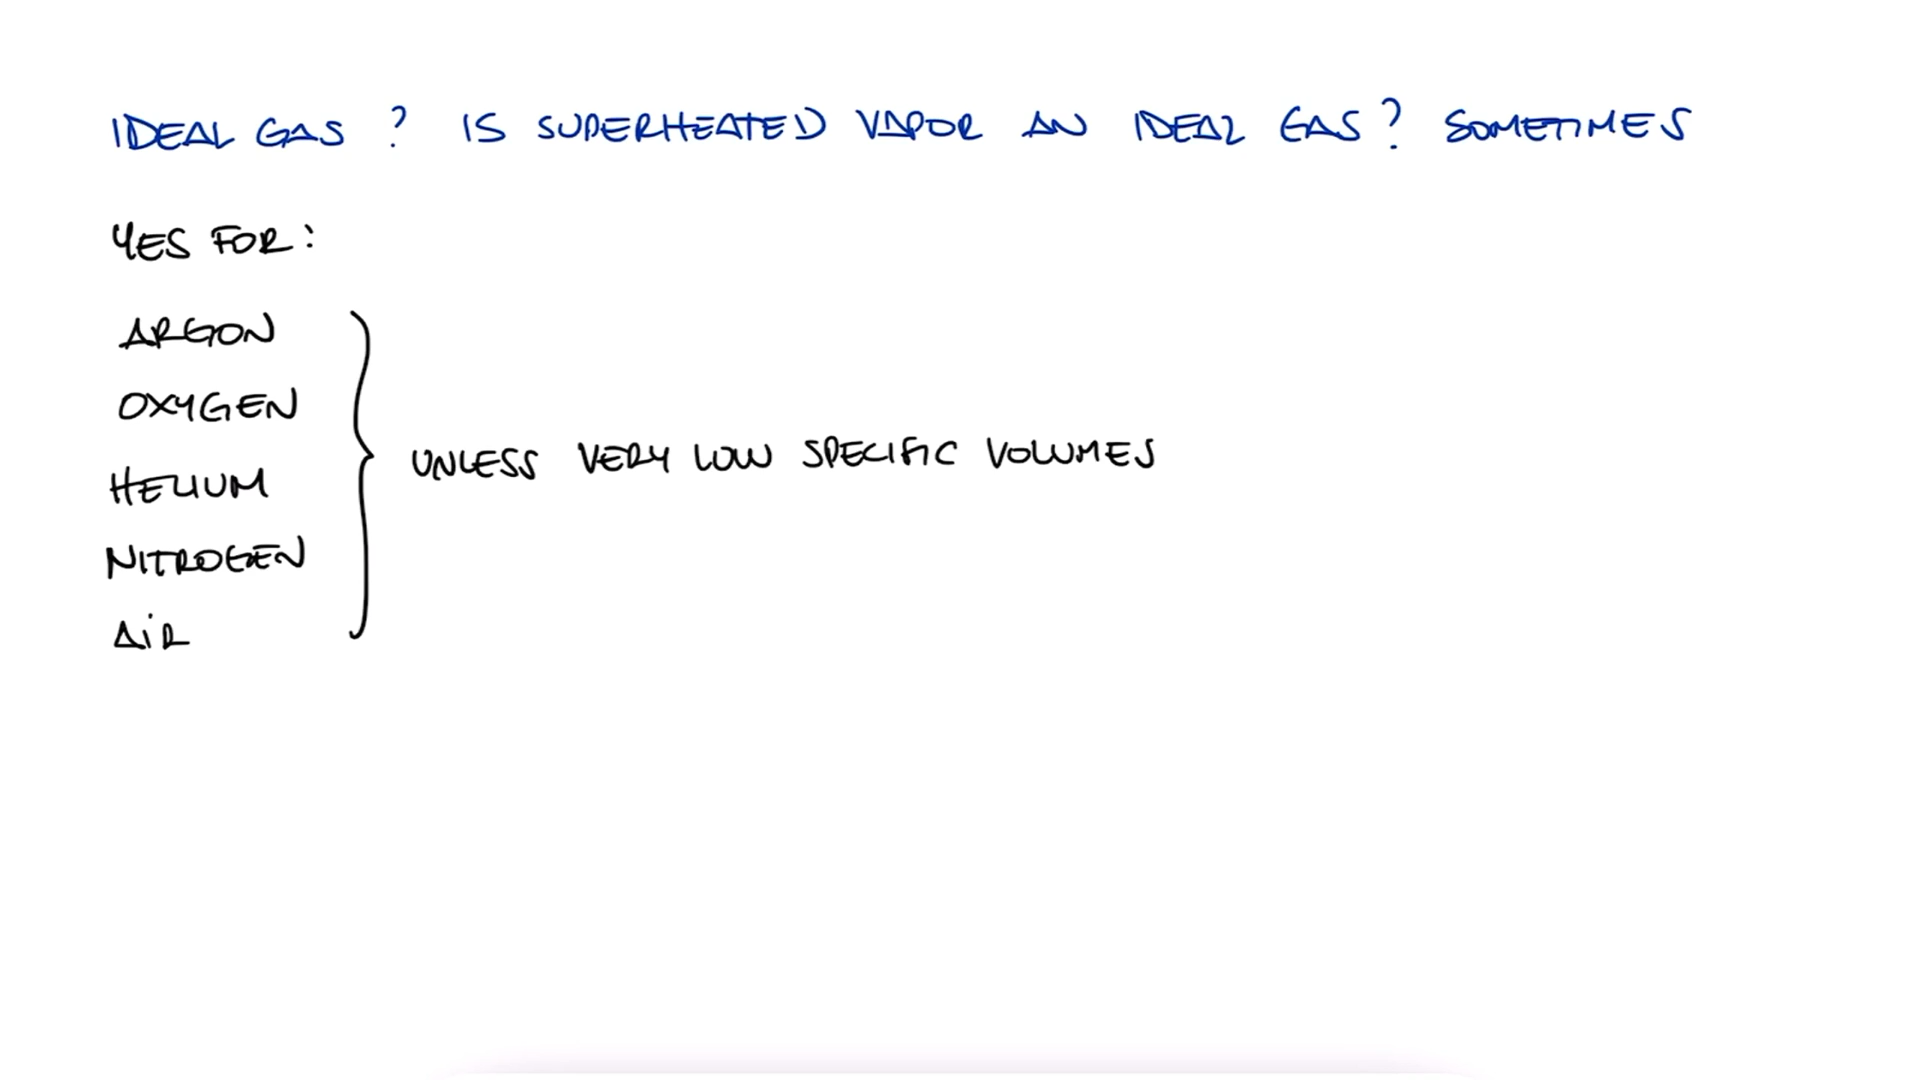 IDEAL GAS ? IS SUPERHEATED VAPOR AN IDEAL GAS? SOMETIMES
YES FOR:
ARGON
OXYGEN
HELIUM
NITROGEN
AiR
UNLESS VERY LOW SPECIFIC VOLUMES